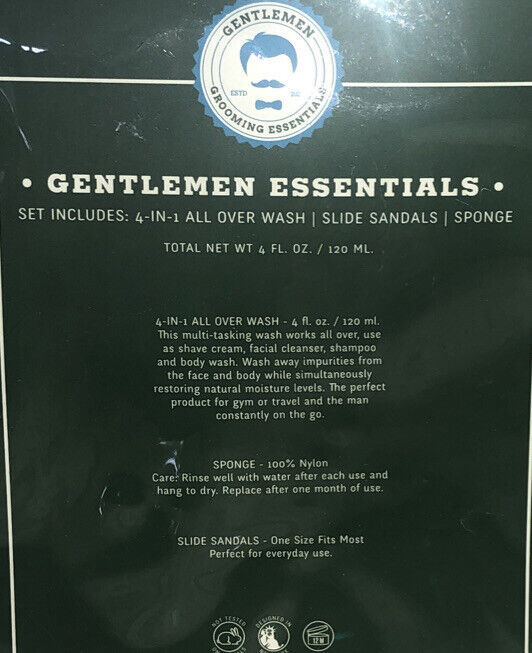 GENTLEMEN
ESTD
GROOMING ESSENTIALS
• GENTLEMEN ESSENTIALS •
SET INCLUDES: 4-IN-1 ALL OVER WASH | SLIDE SANDALS | SPONGE
TOTAL NET WT 4 FL. OZ. / 120 ML.
4-IN-1 ALL OVER WASH - 4 fl. oz. / 120 ml.
This multi-tasking wash works all over, use
as shave cream, facial cleanser, shampoo
and body wash. Wash away impurities from
the face and body while simultaneously
restoring natural moisture levels. The perfect
product for gym or travel and the man
constantly on the go.
SPONGE - 100% Nylon
Care: Rinse well with water after each use and
hang to dry. Replace after one month of use.
SLIDE SANDALS - One Size Fits Most
Perfect for everyday use.
NOT TESTED
DESIGNED IN
12M